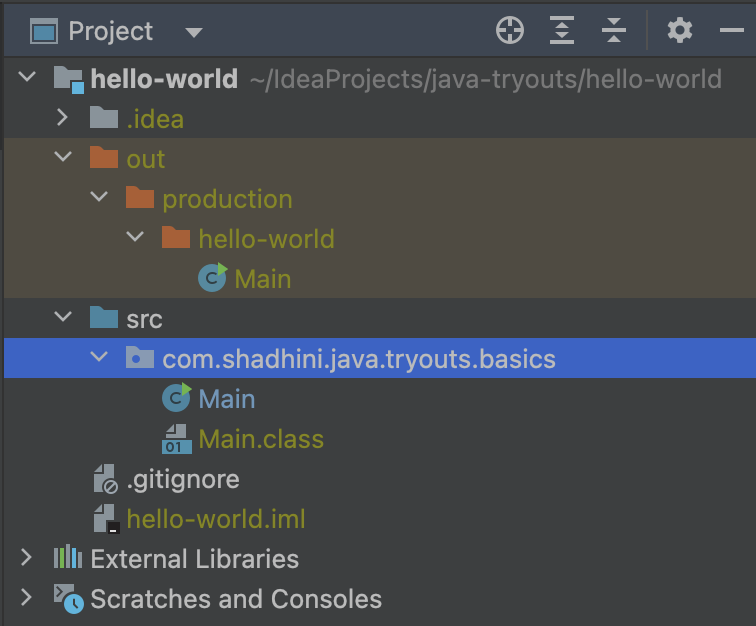 Project
hello-world ~/IdeaProjects/java-tryouts/hello-world
.idea
out
production
hello-world
C Main
src
com.shadhini.java.tryouts.basics
C Main
01 Main.class
.gitignore
hello-world.iml
External Libraries
Scratches and Consoles